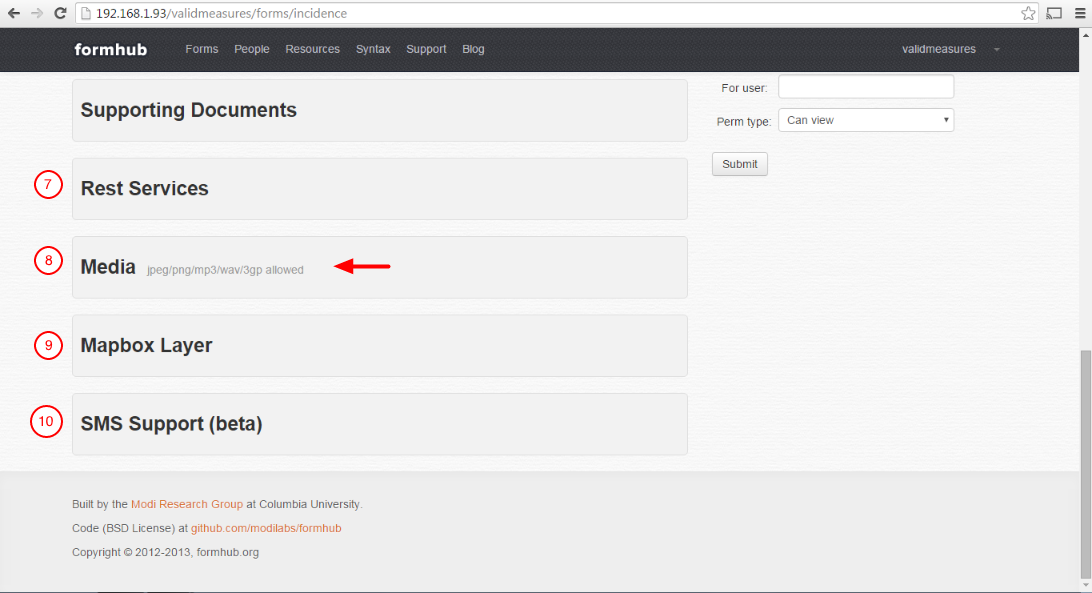 192.168.1.93/validmeasures/forms/incidence
formhub Forms People Resources Syntax Support Blog validmeasures
For user:
Supporting Documents
Perm type: Can view
Submit
7 Rest Services
8 Media jpeg/png/mp3/wav/3gp allowed
9 Mapbox Layer
10 SMS Support (beta)
Built by the Modi Research Group at Columbia University.
Code (BSD License) at github.com/modilabs/formhub
Copyright © 2012-2013, formhub.org